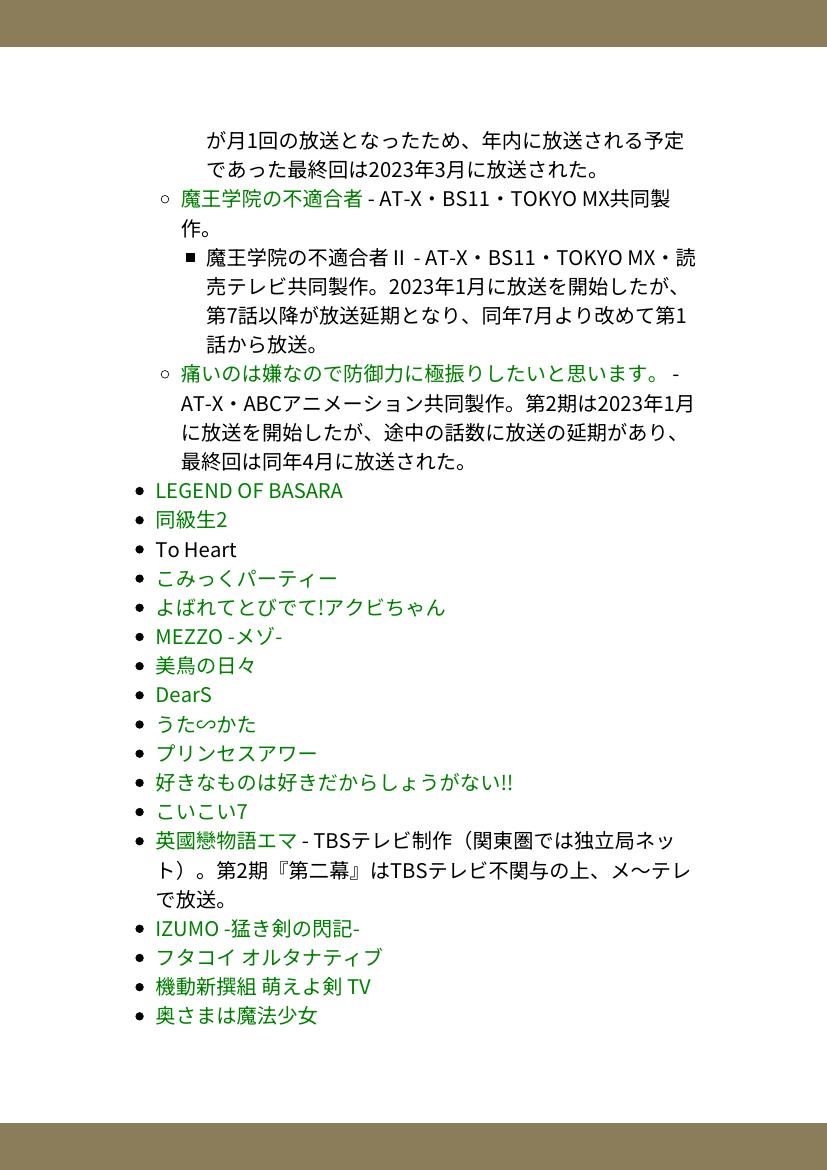 が月1回の放送となったため、年内に放送される予定
であった最終回は2023年3月に放送された。
魔王学院の不適合者 - AT-X・BS11・TOKYO MX共同製
作。
魔王学院の不適合者Ⅱ - AT-X・BS11・TOKYO MX・読
売テレビ共同製作。2023年1月に放送を開始したが、
第7話以降が放送延期となり、同年7月より改めて第1
話から放送。
痛いのは嫌なので防御力に極振りしたいと思います。 -
AT-X・ABCアニメーション共同製作。第2期は2023年1月
に放送を開始したが、途中の話数に放送の延期があり、
最終回は同年4月に放送された。
LEGEND OF BASARA
同級生2
To Heart
こみっくパーティー
よばれてとびでて!アクビちゃん
MEZZO -メゾ-
美鳥の日々
DearS
うた∽かた
プリンセスアワー
好きなものは好きだからしょうがない!!
こいこい7
英國戀物語エマ - TBSテレビ制作（関東圏では独立局ネッ
ト）。第2期『第二幕』はTBSテレビ不関与の上、メ〜テレ
で放送。
IZUMO -猛き剣の閃記-
フタコイ オルタナティブ
機動新撰組 萌えよ剣 TV
奥さまは魔法少女